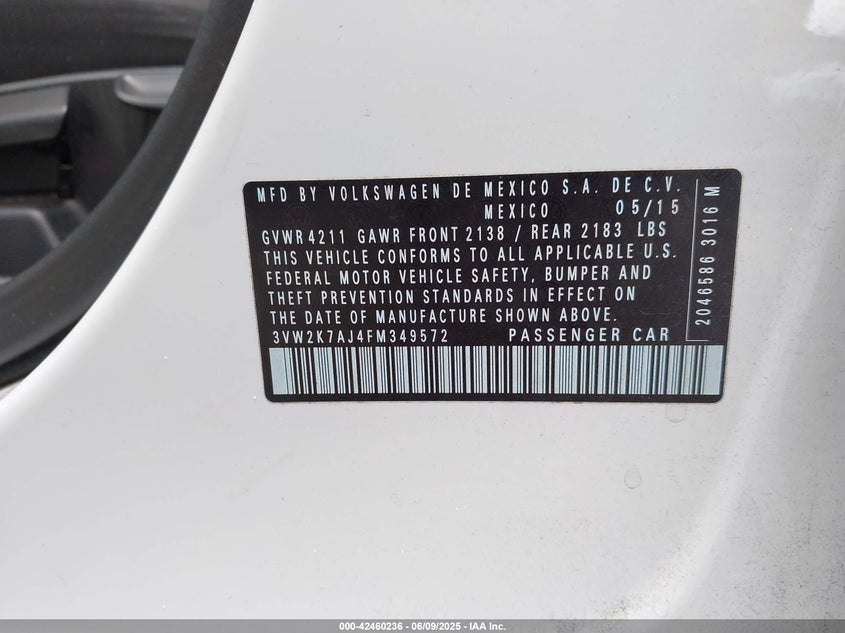 MFD BY VOLKSWAGEN DE MEXICO S.A. DE C.V.
MEXICO 05/15
GVWR 4211 GAWR FRONT 2138 / REAR 2183 LBS
THIS VEHICLE CONFORMS TO ALL APPLICABLE U.S.
FEDERAL MOTOR VEHICLE SAFETY, BUMPER AND
THEFT PREVENTION STANDARDS IN EFFECT ON
THE DATE OF MANUFACTURE SHOWN ABOVE.
3VW2K7AJ4FM349572 PASSENGER CAR
2046586 3016 M
000-42460236 - 06/09/2025 - IAA Inc.